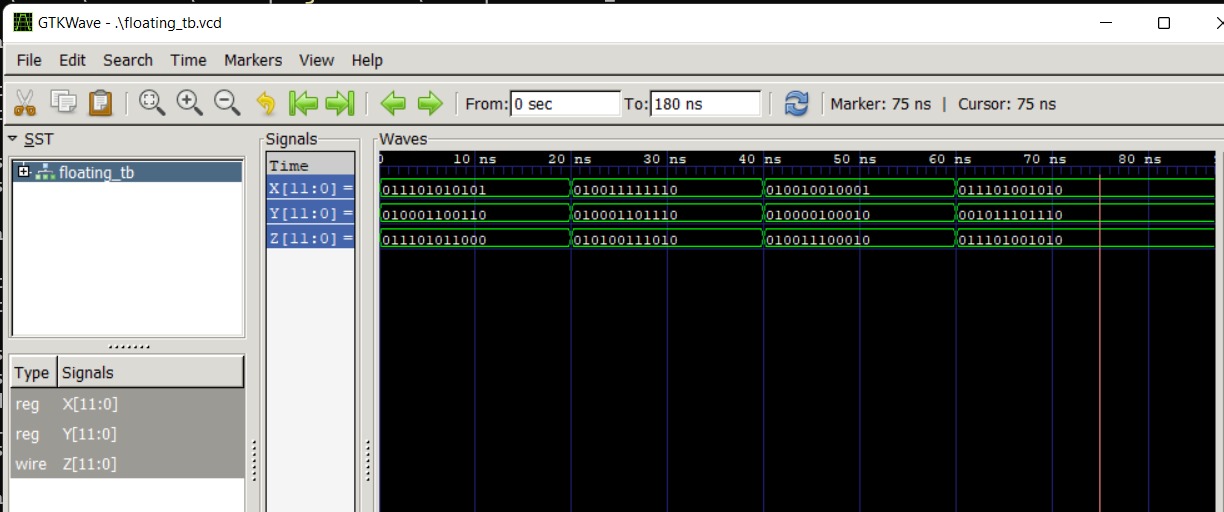 GTKWave - .\floating_tb.vcd
File Edit Search Time Markers View Help
From: 0 sec To: 180 ns Marker: 75 ns | Cursor: 75 ns
SST
floating_tb
Type Signals
reg X[11:0]
reg Y[11:0]
wire Z[11:0]
Signals
Time
X[11:0] =
Y[11:0] =
Z[11:0] =
Waves
0 10 ns 20 ns 30 ns 40 ns 50 ns 60 ns 70 ns 80 ns
011101010101 010011111110 010010010001 011101001010
010001100110 010001101110 010000100010 001011101110
011101011000 010100111010 010011100010 011101001010